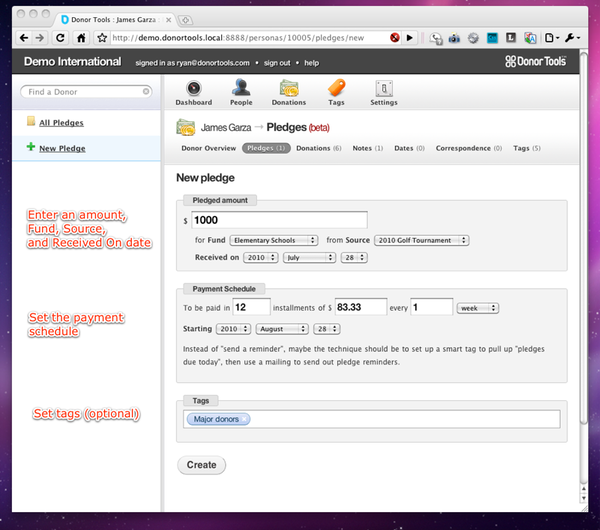 Donor Tools : James Garza :
http://demo.donortools.local:8888/personas/10005/pledges/new
Demo International signed in as ryan@donortools.com • sign out • help Donor Tools
Find a Donor
All Pledges
New Pledge
Dashboard People Donations Tags Settings
James Garza → Pledges (beta)
Donor Overview Pledges (1) Donations (6) Notes (1) Dates (0) Correspondence (0) Tags (5)
New pledge
Pledged amount
$ 1000
for Fund Elementary Schools from Source 2010 Golf Tournament
Received on 2010 July 28
Enter an amount,
Fund, Source,
and Received On date
Payment Schedule
To be paid in 12 installments of $ 83.33 every 1 week
Starting 2010 August 28
Instead of "send a reminder", maybe the technique should be to set up a smart tag to pull up "pledges
due today", then use a mailing to send out pledge reminders.
Set the payment
schedule
Tags
Major donors
Set tags (optional)
Create